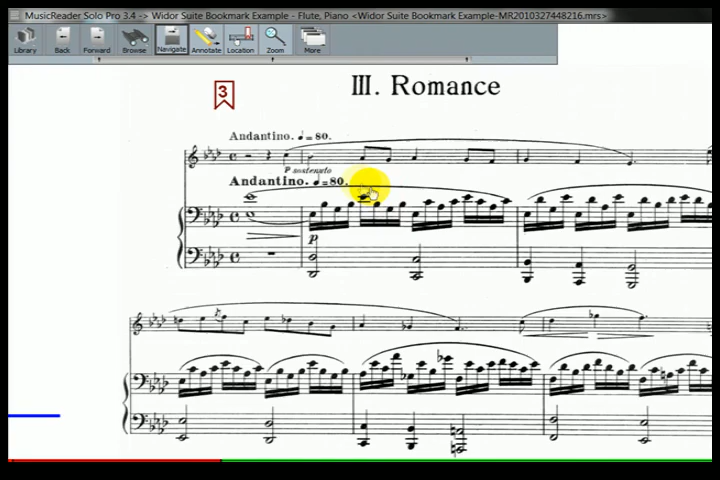 MusicReader Solo Pro 3.4 -> Widor Suite Bookmark Example - Flute, Piano <Widor Suite Bookmark Example-MR2010327448216.mrs>
Library Back Forward Browse Navigate Annotate Location Zoom More
III. Romance
3
Andantino. ♩=80.
P sostenuto
Andantino. ♩=80.
p